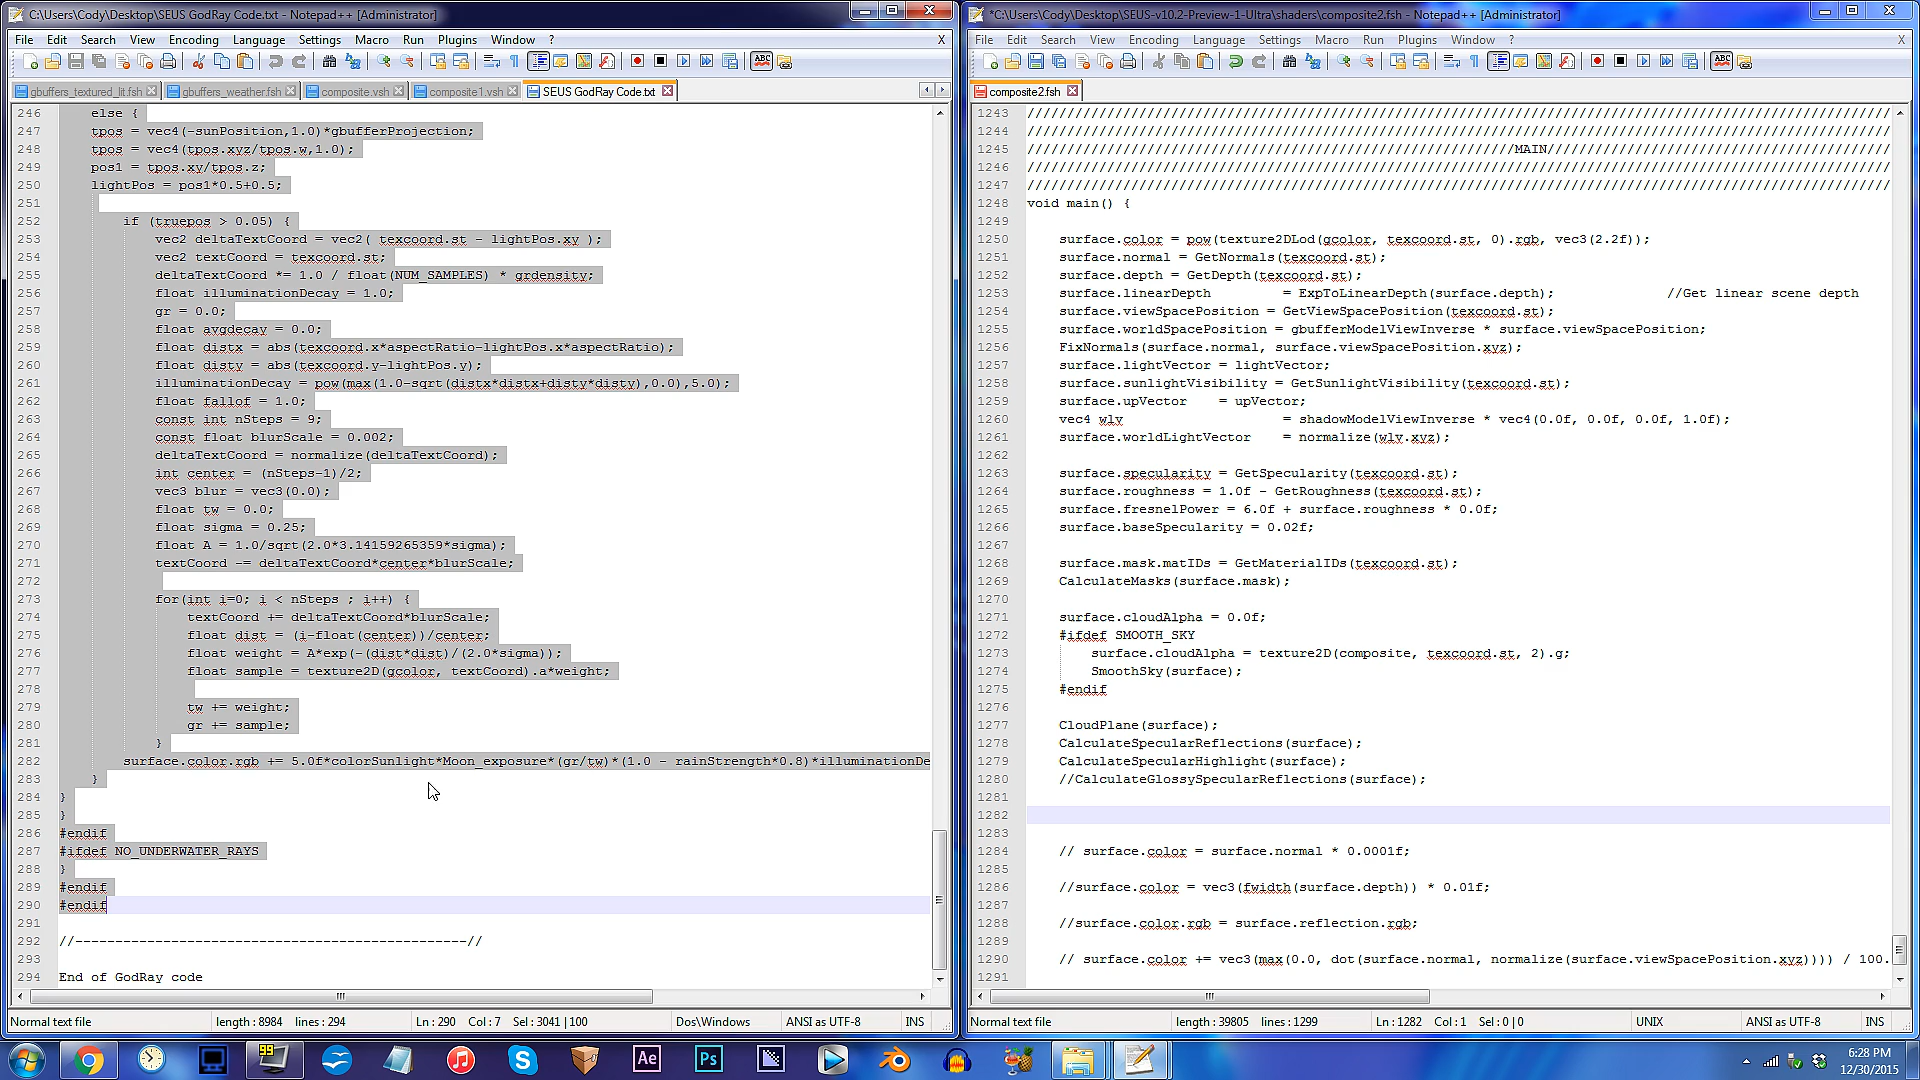 C:\Users\Cody\Desktop\SEUS GodRay Code.txt - Notepad++ [Administrator]
File Edit Search View Encoding Language Settings Macro Run Plugins Window ? X
gbuffers_textured_lit.fsh gbuffers_weather.fsh composite.vsh composite1.vsh SEUS GodRay Code.txt
246 else {
247 tpos = vec4(-sunPosition,1.0)*gbufferProjection;
248 tpos = vec4(tpos.xyz/tpos.w,1.0);
249 pos1 = tpos.xy/tpos.z;
250 lightPos = pos1*0.5+0.5;
251
252 if (truepos > 0.05) {
253 vec2 deltaTextCoord = vec2( texcoord.st - lightPos.xy );
254 vec2 textCoord = texcoord.st;
255 deltaTextCoord *= 1.0 / float(NUM_SAMPLES) * grdensity;
256 float illuminationDecay = 1.0;
257 gr = 0.0;
258 float avgdecay = 0.0;
259 float distx = abs(texcoord.x*aspectRatio-lightPos.x*aspectRatio);
260 float disty = abs(texcoord.y-lightPos.y);
261 illuminationDecay = pow(max(1.0-sqrt(distx*distx+disty*disty),0.0),5.0);
262 float fallof = 1.0;
263 const int nSteps = 9;
264 const float blurScale = 0.002;
265 deltaTextCoord = normalize(deltaTextCoord);
266 int center = (nSteps-1)/2;
267 vec3 blur = vec3(0.0);
268 float tw = 0.0;
269 float sigma = 0.25;
270 float A = 1.0/sqrt(2.0*3.14159265359*sigma);
271 textCoord -= deltaTextCoord*center*blurScale;
272
273 for(int i=0; i < nSteps ; i++) {
274 textCoord += deltaTextCoord*blurScale;
275 float dist = (i-float(center))/center;
276 float weight = A*exp(-(dist*dist)/(2.0*sigma));
277 float sample = texture2D(gcolor, textCoord).a*weight;
278
279 tw += weight;
280 gr += sample;
281 }
282 surface.color.rgb += 5.0f*colorSunlight*Moon_exposure*(gr/tw)*(1.0 - rainStrength*0.8)*illuminationDe
283 }
284 }
285 }
286 #endif
287 #ifdef NO_UNDERWATER_RAYS
288 }
289 #endif
290 #endif
291
292 //-------------------------------------------------//
293
294 End of GodRay code
Normal text file length : 8984 lines : 294 Ln : 290 Col : 7 Sel : 3041 | 100 Dos\Windows ANSI as UTF-8 INS
*C:\Users\Cody\Desktop\SEUS-v10.2-Preview-1-Ultra\shaders\composite2.fsh - Notepad++ [Administrator]
File Edit Search View Encoding Language Settings Macro Run Plugins Window ? X
composite2.fsh
1243 ////////////////////////////////////////////////////////////////////////////////////////////////////////////
1244 ////////////////////////////////////////////////////////////////////////////////////////////////////////////
1245 /////////////////////////////////////////////////////////////MAIN///////////////////////////////////////////
1246 ////////////////////////////////////////////////////////////////////////////////////////////////////////////
1247 ////////////////////////////////////////////////////////////////////////////////////////////////////////////
1248 void main() {
1249
1250 surface.color = pow(texture2DLod(gcolor, texcoord.st, 0).rgb, vec3(2.2f));
1251 surface.normal = GetNormals(texcoord.st);
1252 surface.depth = GetDepth(texcoord.st);
1253 surface.linearDepth = ExpToLinearDepth(surface.depth); //Get linear scene depth
1254 surface.viewSpacePosition = GetViewSpacePosition(texcoord.st);
1255 surface.worldSpacePosition = gbufferModelViewInverse * surface.viewSpacePosition;
1256 FixNormals(surface.normal, surface.viewSpacePosition.xyz);
1257 surface.lightVector = lightVector;
1258 surface.sunlightVisibility = GetSunlightVisibility(texcoord.st);
1259 surface.upVector = upVector;
1260 vec4 wlv = shadowModelViewInverse * vec4(0.0f, 0.0f, 0.0f, 1.0f);
1261 surface.worldLightVector = normalize(wlv.xyz);
1262
1263 surface.specularity = GetSpecularity(texcoord.st);
1264 surface.roughness = 1.0f - GetRoughness(texcoord.st);
1265 surface.fresnelPower = 6.0f + surface.roughness * 0.0f;
1266 surface.baseSpecularity = 0.02f;
1267
1268 surface.mask.matIDs = GetMaterialIDs(texcoord.st);
1269 CalculateMasks(surface.mask);
1270
1271 surface.cloudAlpha = 0.0f;
1272 #ifdef SMOOTH_SKY
1273 surface.cloudAlpha = texture2D(composite, texcoord.st, 2).g;
1274 SmoothSky(surface);
1275 #endif
1276
1277 CloudPlane(surface);
1278 CalculateSpecularReflections(surface);
1279 CalculateSpecularHighlight(surface);
1280 //CalculateGlossySpecularReflections(surface);
1281
1282
1283
1284 // surface.color = surface.normal * 0.0001f;
1285
1286 //surface.color = vec3(fwidth(surface.depth)) * 0.01f;
1287
1288 //surface.color.rgb = surface.reflection.rgb;
1289
1290 // surface.color += vec3(max(0.0, dot(surface.normal, normalize(surface.viewSpacePosition.xyz)))) / 100.
1291
Normal text file length : 39805 lines : 1299 Ln : 1282 Col : 1 Sel : 0 | 0 UNIX ANSI as UTF-8 INS
99 Ae Ps
6:28 PM
12/30/2015